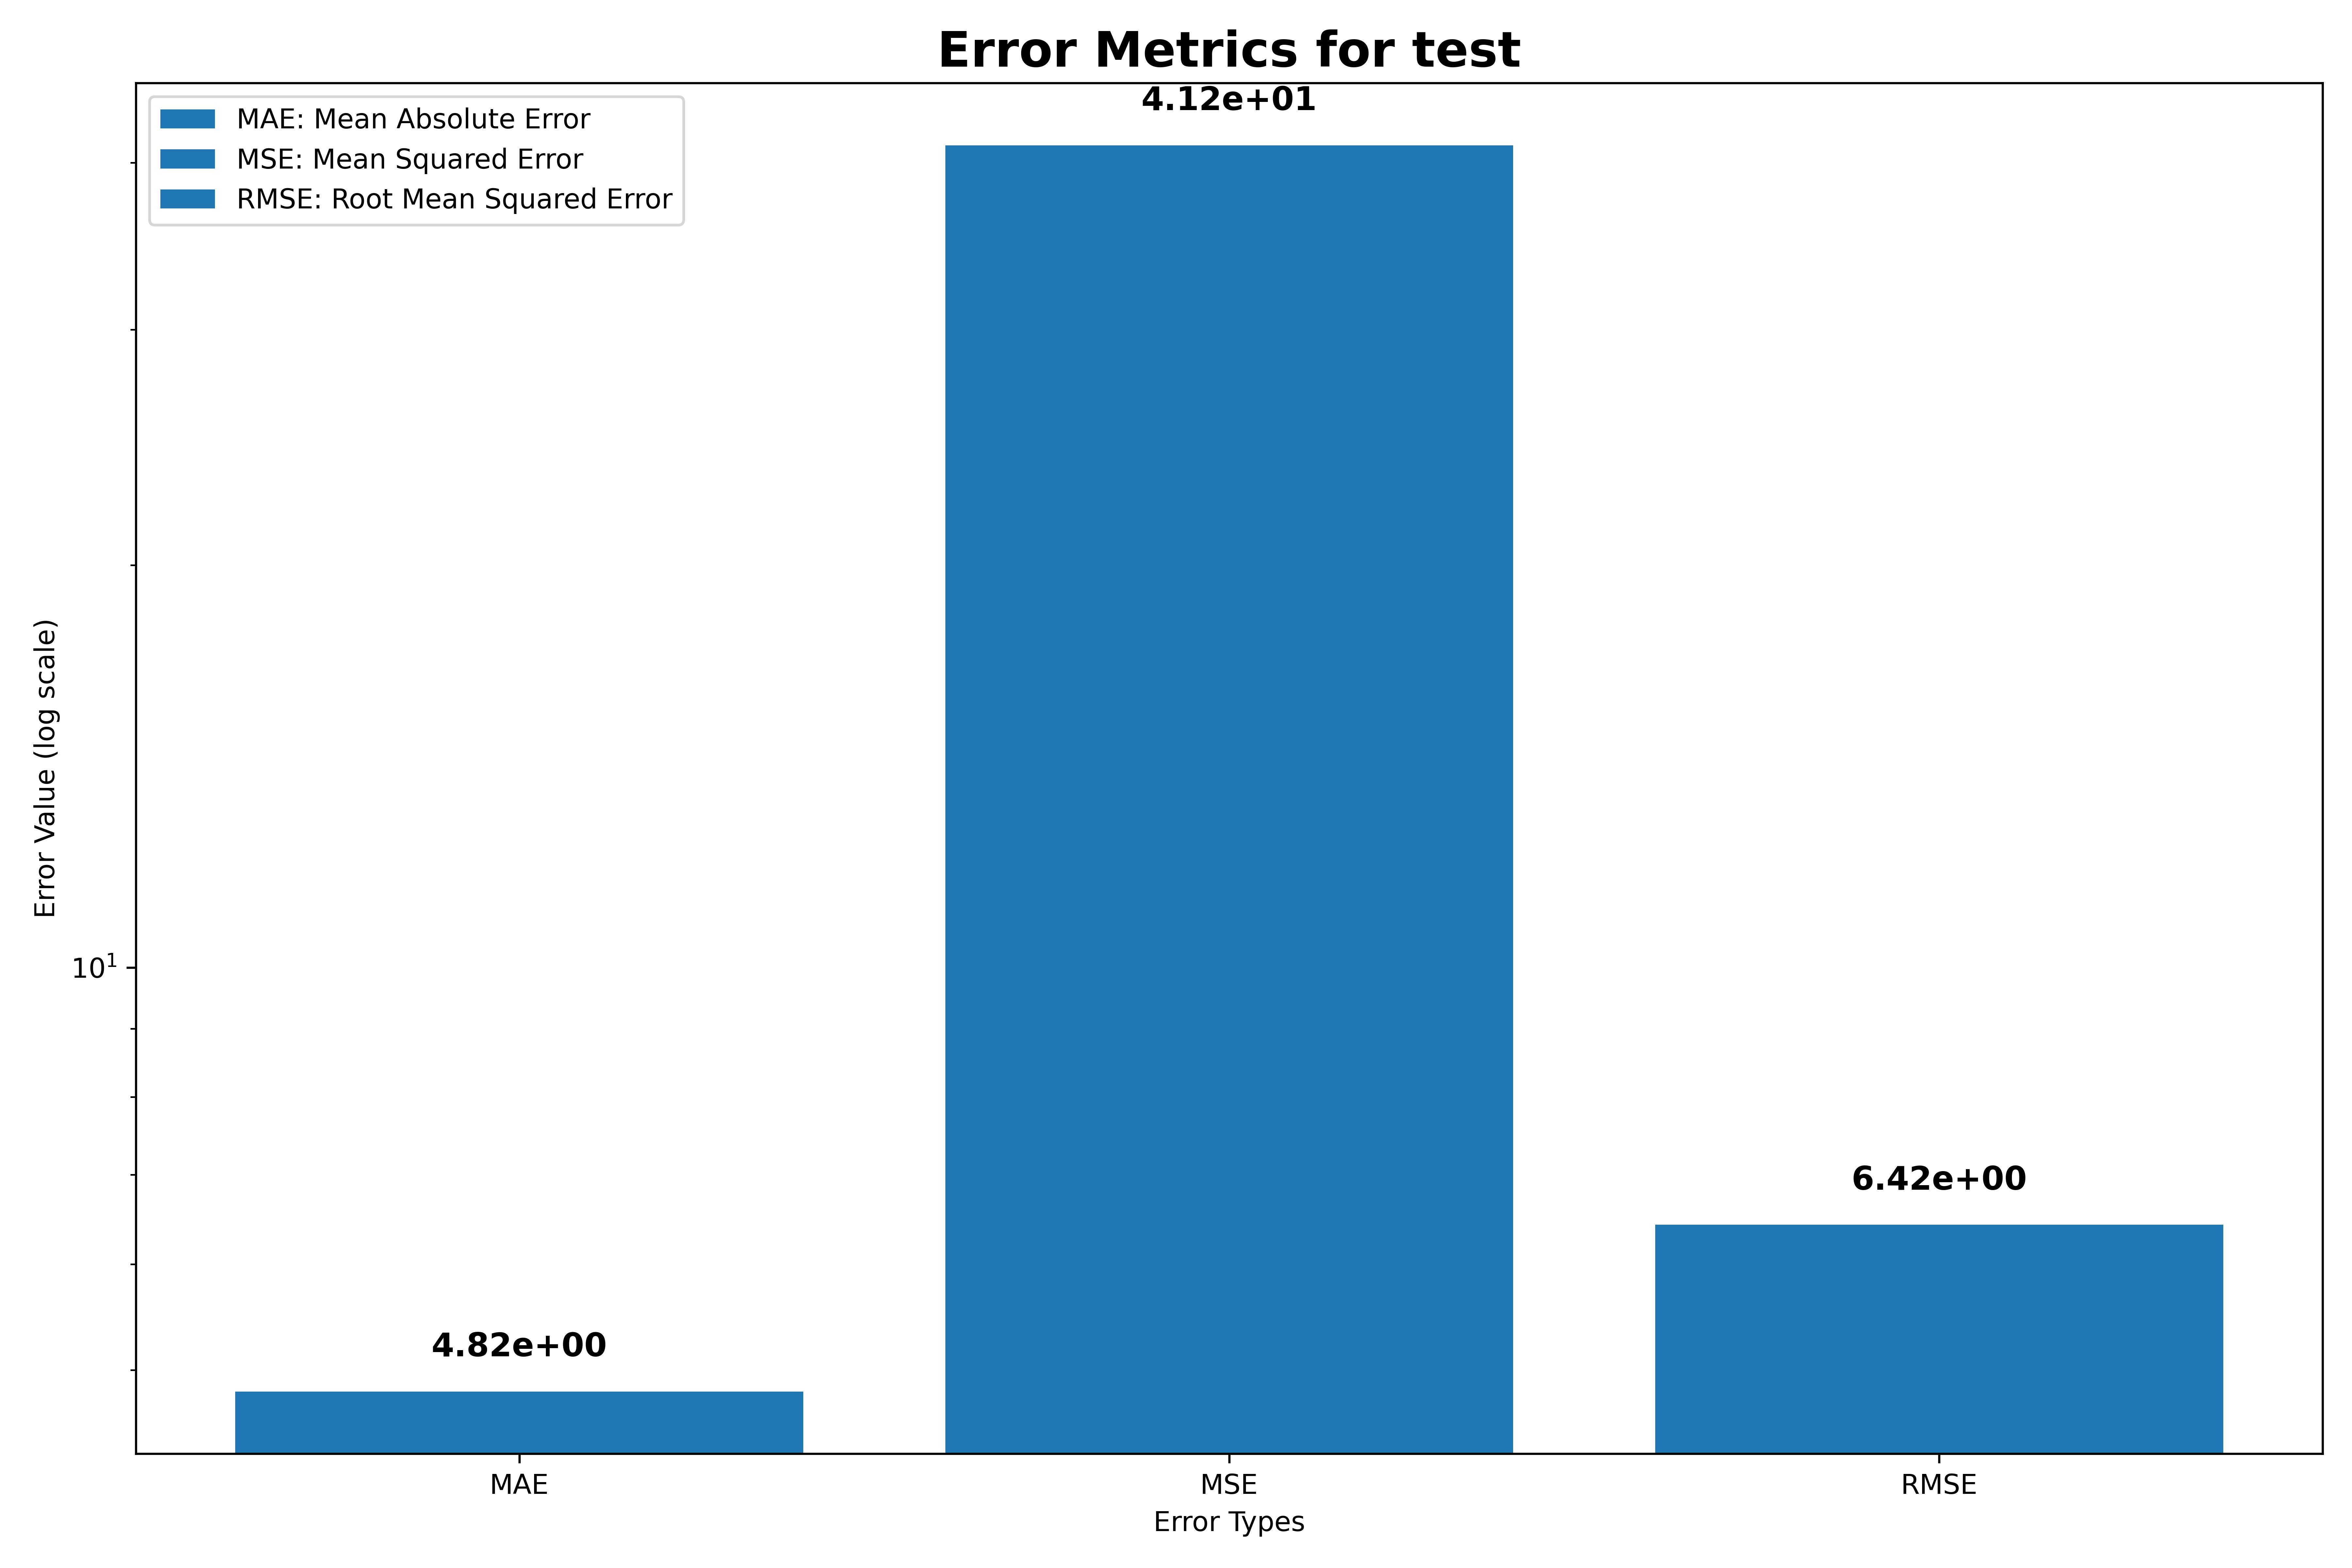 Error Metrics for test
4.12e+01
MAE: Mean Absolute Error
MSE: Mean Squared Error
RMSE: Root Mean Squared Error
Error Value (log scale)
10¹
6.42e+00
4.82e+00
MAE
MSE
RMSE
Error Types